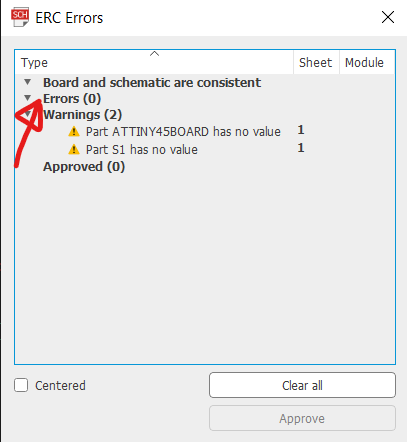 SCH ERC Errors
Type Sheet Module
Board and schematic are consistent
Errors (0)
Warnings (2)
Part ATTINY45BOARD has no value 1
Part S1 has no value 1
Approved (0)
Centered Clear all
Approve